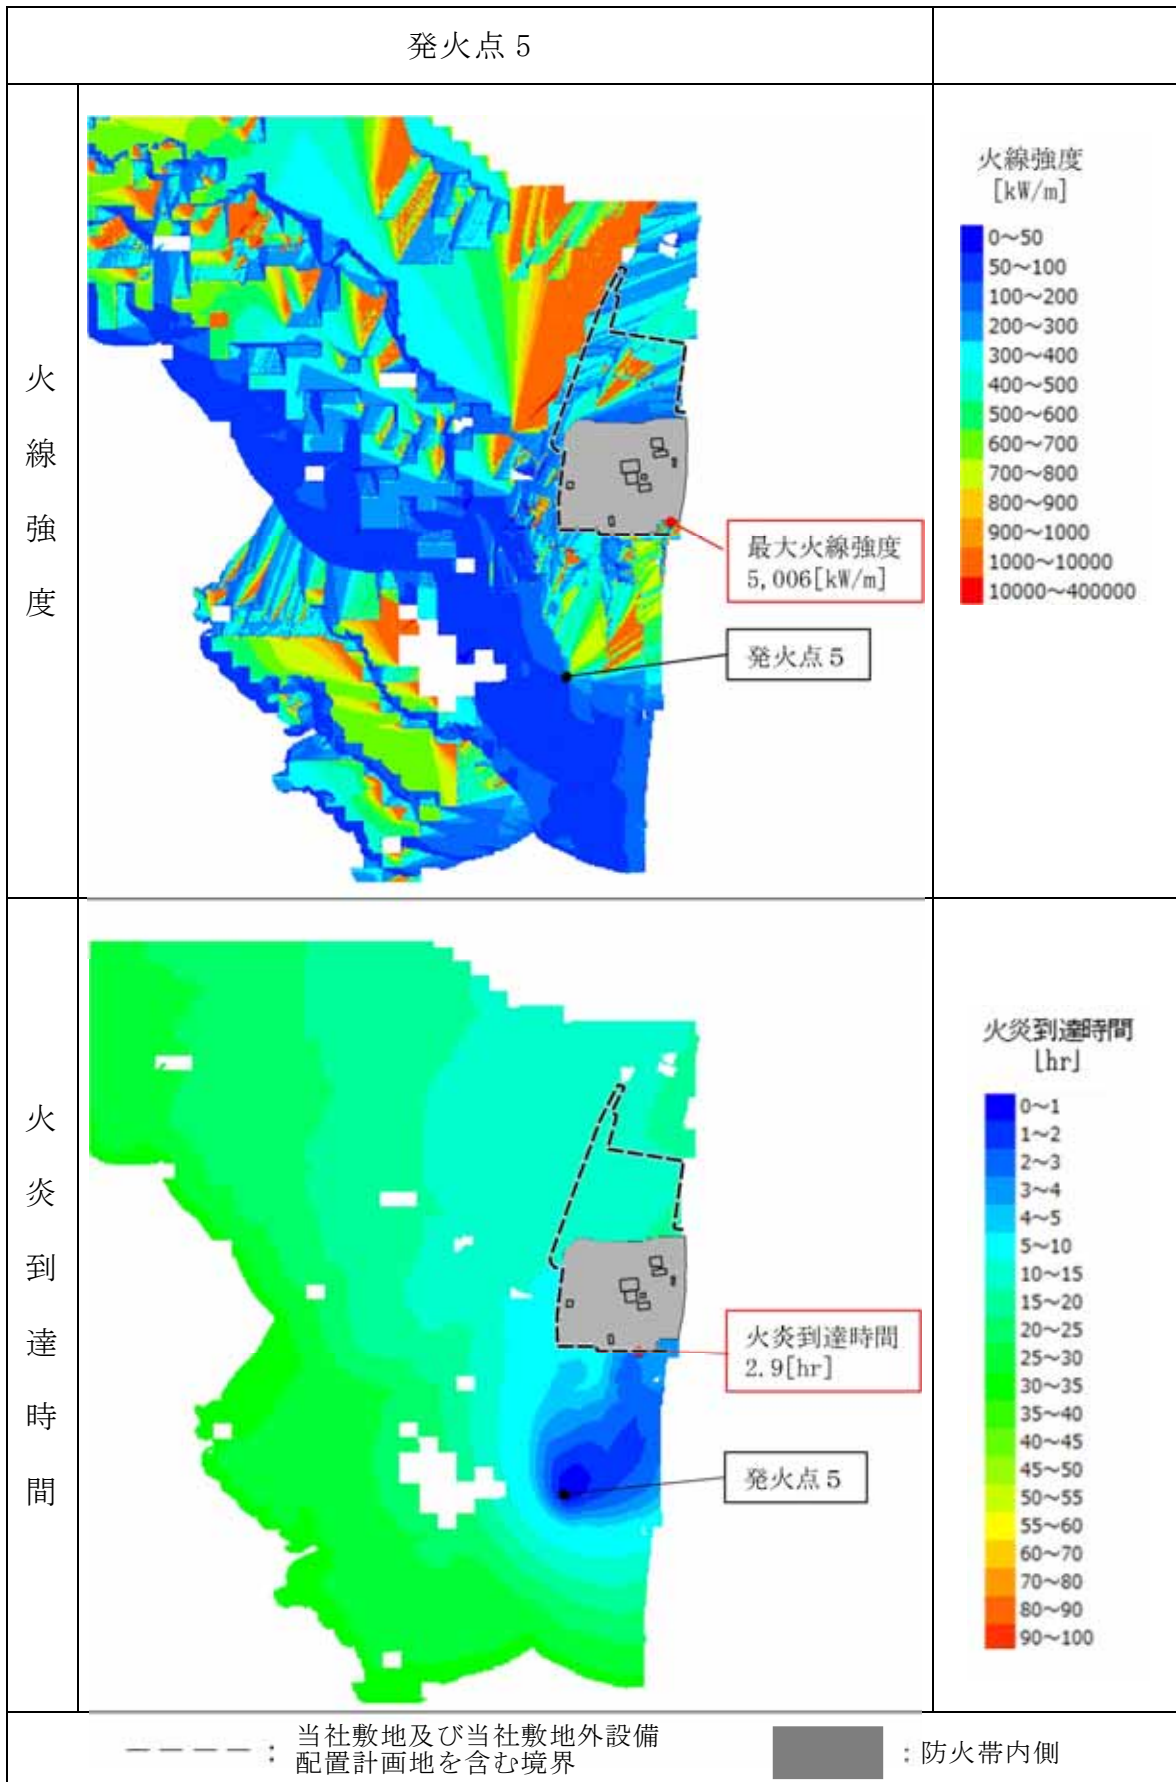 発火点5
火線強度
火線強度
[kW/m]
0～50
50～100
100～200
200～300
300～400
400～500
500～600
600～700
700～800
800～900
900～1000
1000～10000
10000～400000
最大火線強度
5,006[kW/m]
発火点5
火炎到達時間
火炎到達時間
[hr]
0～1
1～2
2～3
3～4
4～5
5～10
10～15
15～20
20～25
25～30
30～35
35～40
40～45
45～50
50～55
55～60
60～70
70～80
80～90
90～100
火炎到達時間
2.9[hr]
発火点5
：当社敷地及び当社敷地外設備
配置計画地を含む境界
：防火帯内側